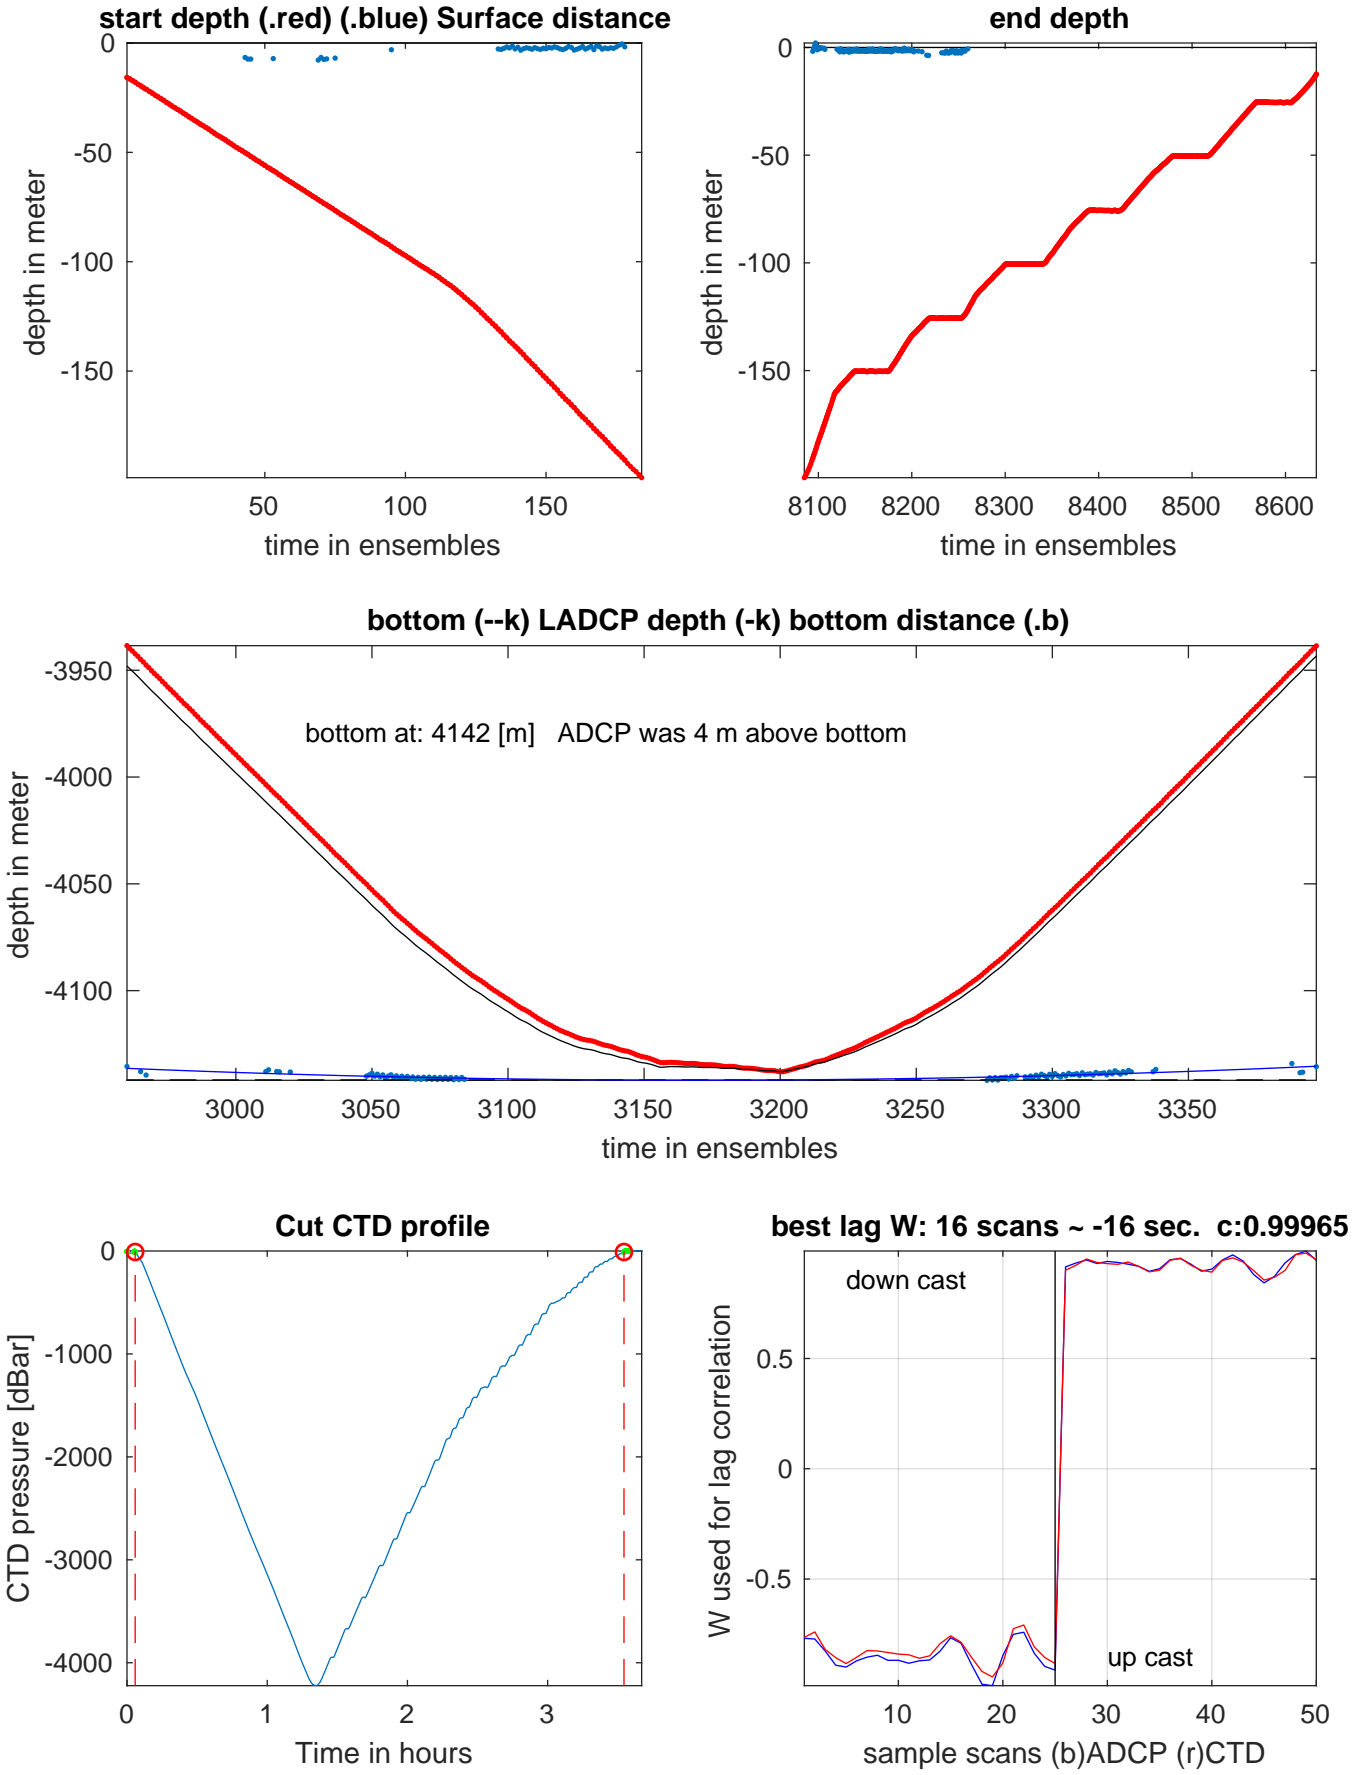 start depth (.red) (.blue) Surface distance
0
-50
-100
-150
depth in meter
50 100 150
time in ensembles
end depth
0
-50
-100
-150
depth in meter
8100 8200 8300 8400 8500 8600
time in ensembles
bottom (--k) LADCP depth (-k) bottom distance (.b)
bottom at: 4142 [m] ADCP was 4 m above bottom
-3950
-4000
-4050
-4100
depth in meter
3000 3050 3100 3150 3200 3250 3300 3350
time in ensembles
Cut CTD profile
0
-1000
-2000
-3000
-4000
CTD pressure [dBar]
0 1 2 3
Time in hours
best lag W: 16 scans ~ -16 sec. c:0.99965
down cast
0.5
0
-0.5
up cast
W used for lag correlation
10 20 30 40 50
sample scans (b)ADCP (r)CTD